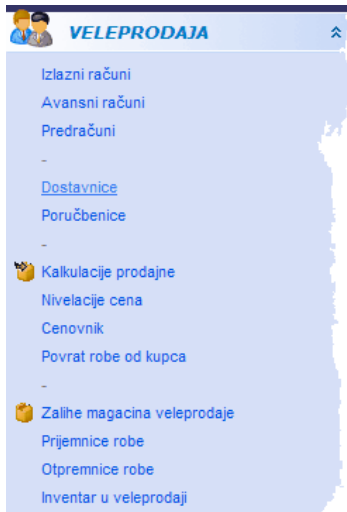 VELEPRODAJA
Izlazni računi
Avansni računi
Predračuni
-
Dostavnice
Poručbenice
-
Kalkulacije prodajne
Nivelacije cena
Cenovnik
Povrat robe od kupca
-
Zalihe magacina veleprodaje
Prijemnice robe
Otpremnice robe
Inventar u veleprodaji